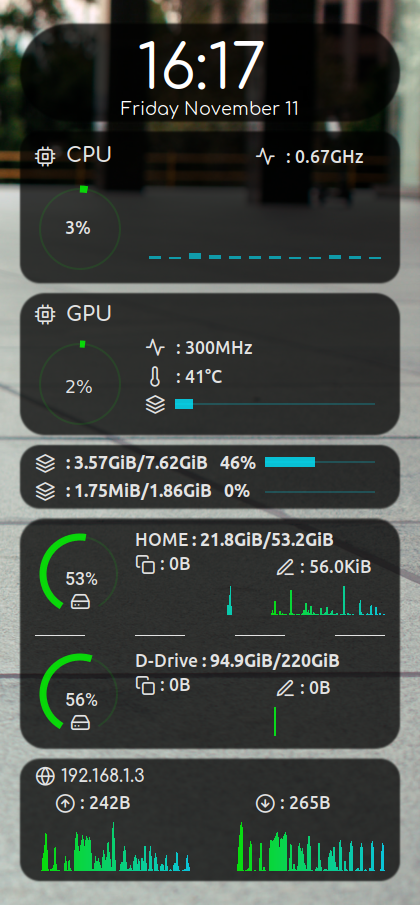 16:17
Friday November 11
CPU : 0.67GHz
3%
GPU
: 300MHz
2% : 41°C
: 3.57GiB/7.62GiB 46%
: 1.75MiB/1.86GiB 0%
HOME : 21.8GiB/53.2GiB
: 0B : 56.0KiB
53%
D-Drive : 94.9GiB/220GiB
: 0B : 0B
56%
192.168.1.3
: 242B : 265B